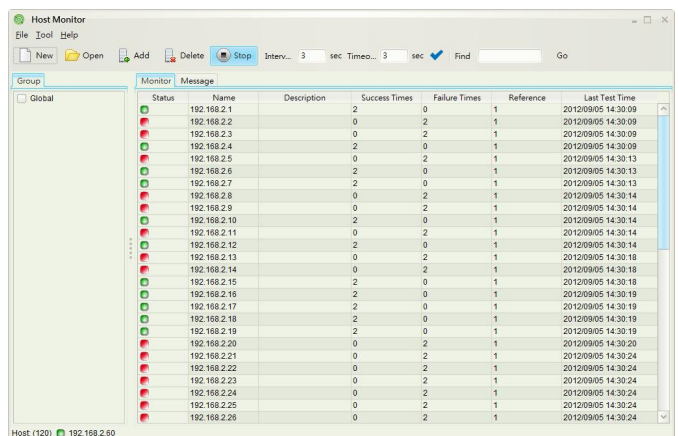 Host Monitor
File Tool Help
New Open Add Delete Stop Interv... 3 sec Timeo... 3 sec Find Go
Group
Monitor Message
Global
Status Name Description Success Times Failure Times Reference Last Test Time
192.168.2.1 2 0 1 2012/09/05 14:30:09
192.168.2.2 0 2 1 2012/09/05 14:30:09
192.168.2.3 2 0 1 2012/09/05 14:30:09
192.168.2.4 2 0 1 2012/09/05 14:30:09
192.168.2.5 0 2 1 2012/09/05 14:30:13
192.168.2.6 2 0 1 2012/09/05 14:30:13
192.168.2.7 2 0 1 2012/09/05 14:30:13
192.168.2.8 0 2 1 2012/09/05 14:30:14
192.168.2.9 0 2 1 2012/09/05 14:30:14
192.168.2.10 2 0 1 2012/09/05 14:30:14
192.168.2.11 0 2 1 2012/09/05 14:30:14
192.168.2.12 2 0 1 2012/09/05 14:30:14
192.168.2.13 0 2 1 2012/09/05 14:30:18
192.168.2.14 0 2 1 2012/09/05 14:30:18
192.168.2.15 2 0 1 2012/09/05 14:30:18
192.168.2.16 2 0 1 2012/09/05 14:30:19
192.168.2.17 2 0 1 2012/09/05 14:30:19
192.168.2.18 2 0 1 2012/09/05 14:30:19
192.168.2.19 2 0 1 2012/09/05 14:30:19
192.168.2.20 0 2 1 2012/09/05 14:30:20
192.168.2.21 0 2 1 2012/09/05 14:30:24
192.168.2.22 0 2 1 2012/09/05 14:30:24
192.168.2.23 0 2 1 2012/09/05 14:30:24
192.168.2.24 0 2 1 2012/09/05 14:30:24
192.168.2.25 0 2 1 2012/09/05 14:30:24
192.168.2.26 0 2 1 2012/09/05 14:30:24
Host: (120) 192.168.2.60